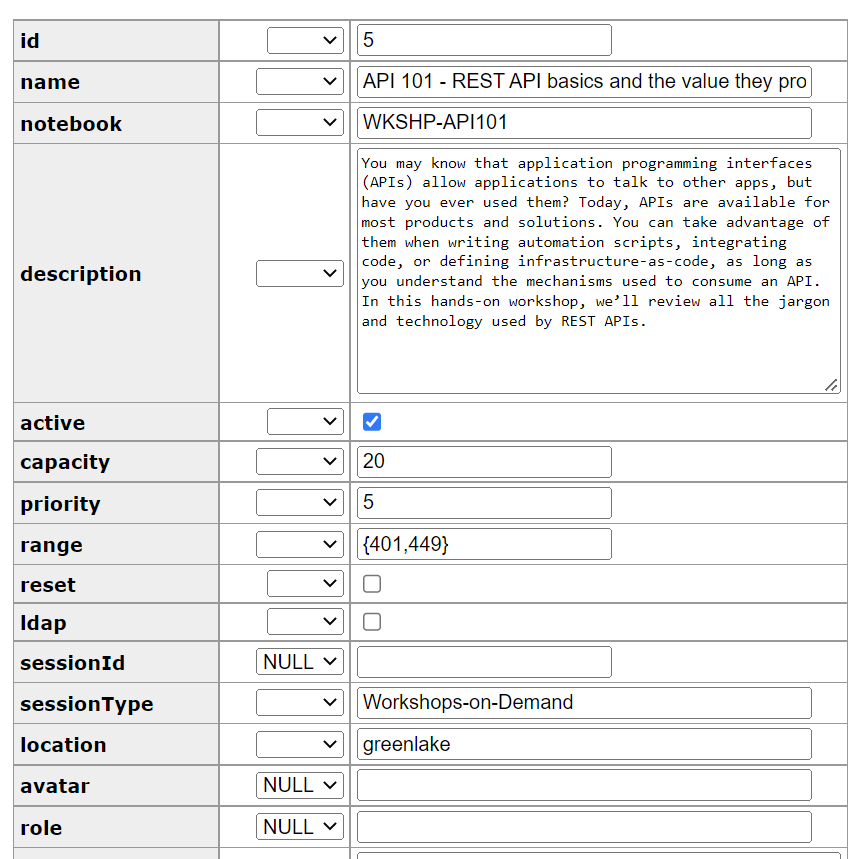 id 5
name API 101 - REST API basics and the value they pro
notebook WKSHP-API101
description
You may know that application programming interfaces
(APIs) allow applications to talk to other apps, but
have you ever used them? Today, APIs are available for
most products and solutions. You can take advantage of
them when writing automation scripts, integrating
code, or defining infrastructure-as-code, as long as
you understand the mechanisms used to consume an API.
In this hands-on workshop, we’ll review all the jargon
and technology used by REST APIs.
active
capacity 20
priority 5
range {401,449}
reset
ldap
sessionId NULL
sessionType Workshops-on-Demand
location greenlake
avatar NULL
role NULL